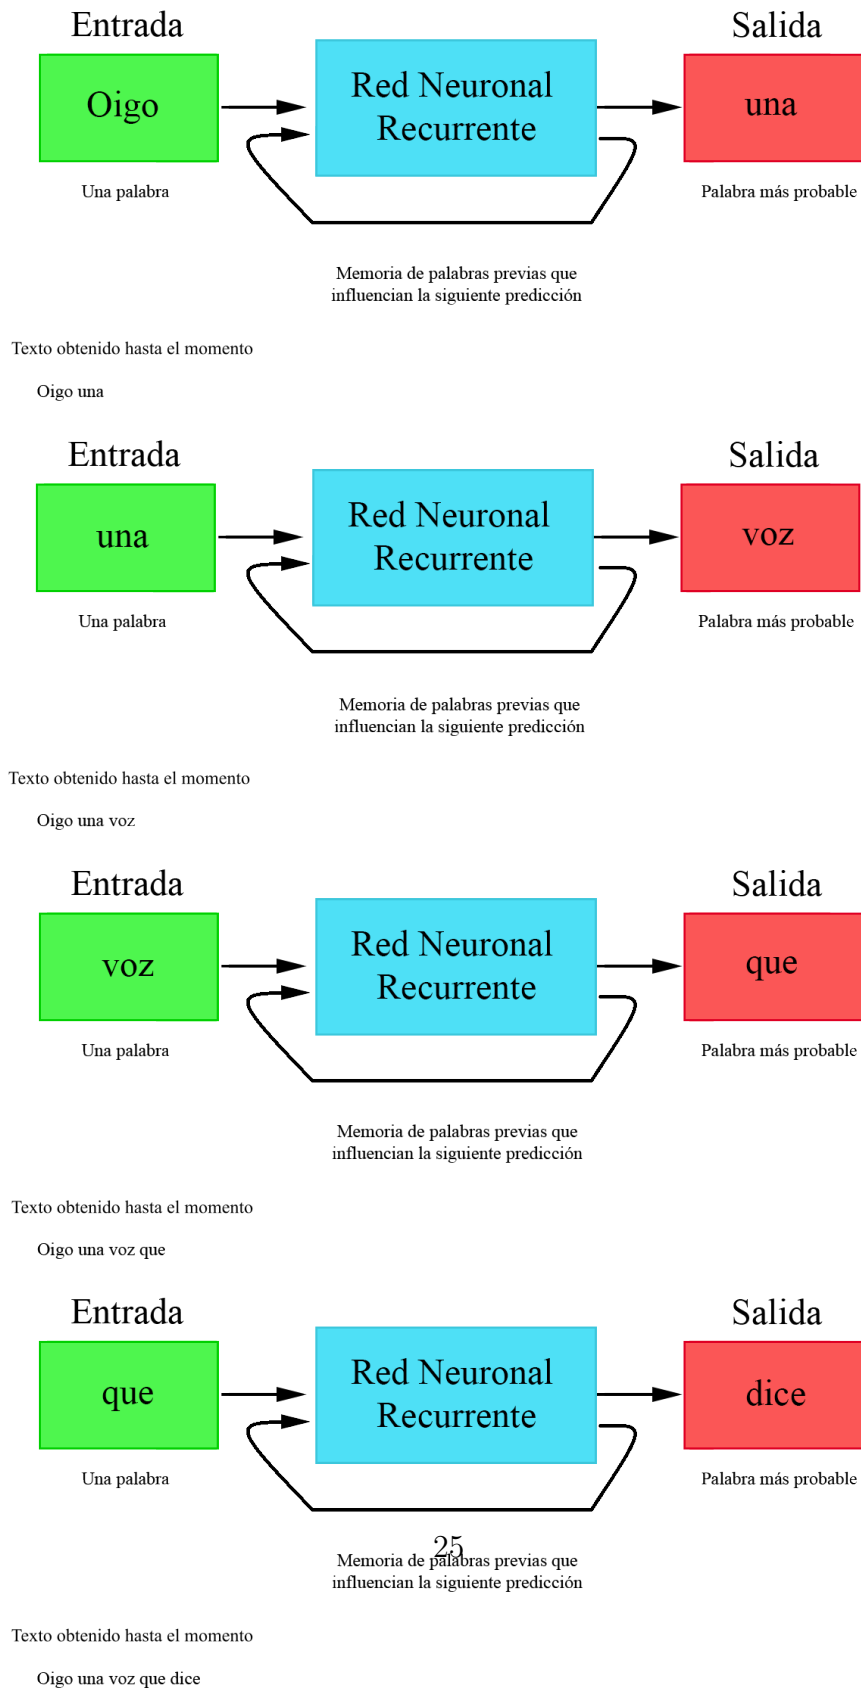 Entrada
Salida
Oigo
Red Neuronal
Recurrente
una
Una palabra
Palabra más probable
Memoria de palabras previas que
influencian la siguiente predicción
Texto obtenido hasta el momento
Oigo una
Entrada
Salida
una
Red Neuronal
Recurrente
voz
Una palabra
Palabra más probable
Memoria de palabras previas que
influencian la siguiente predicción
Texto obtenido hasta el momento
Oigo una voz
Entrada
Salida
voz
Red Neuronal
Recurrente
que
Una palabra
Palabra más probable
Memoria de palabras previas que
influencian la siguiente predicción
Texto obtenido hasta el momento
Oigo una voz que
Entrada
Salida
que
Red Neuronal
Recurrente
dice
Una palabra
Palabra más probable
25
Memoria de palabras previas que
influencian la siguiente predicción
Texto obtenido hasta el momento
Oigo una voz que dice